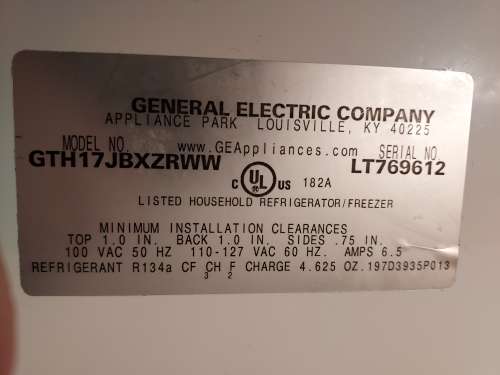 GENERAL ELECTRIC COMPANY
APPLIANCE PARK LOUISVILLE, KY 40225
MODEL NO. www.GEAppliances.com SERIAL NO.
GTH17JBXZRWW LT769612
C UL US 182A
LISTED HOUSEHOLD REFRIGERATOR/FREEZER
MINIMUM INSTALLATION CLEARANCES
TOP 1.0 IN. BACK 1.0 IN. SIDES .75 IN.
100 VAC 50 HZ 110-127 VAC 60 HZ. AMPS 6.5
REFRIGERANT R134a CF3CH2F CHARGE 4.625 OZ.197D3935P013